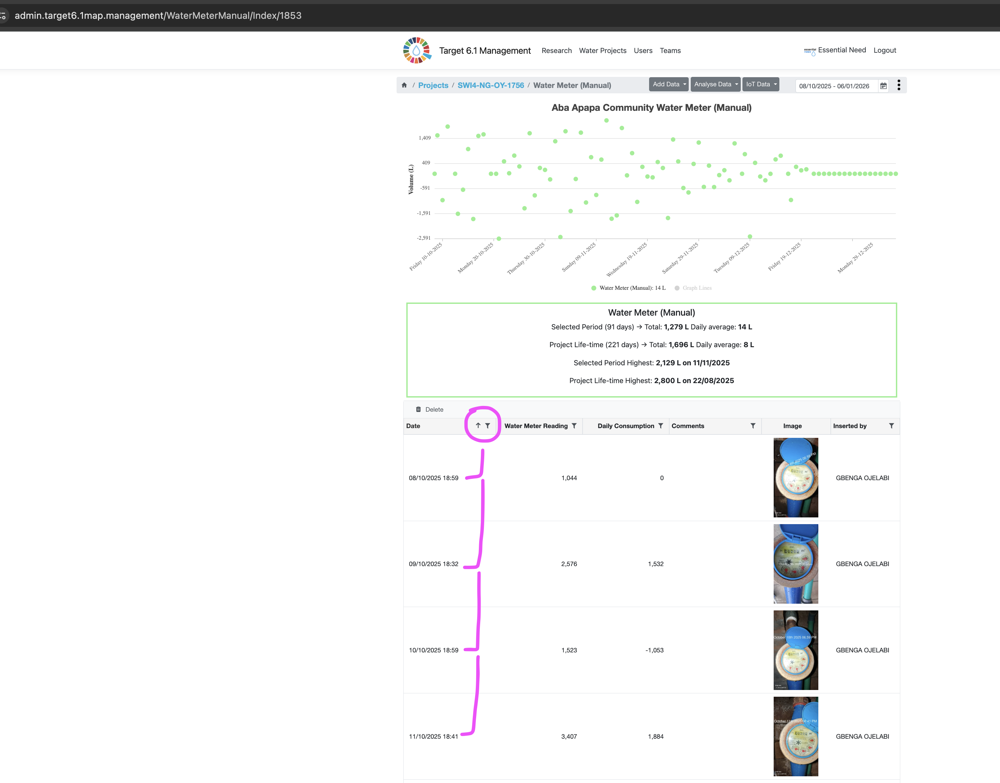 admin.target6.1map.management/WaterMeterManual/Index/1853
Target 6.1 Management Research Water Projects Users Teams
essential need Essential Need Logout
/ Projects / SWI4-NG-OY-1756 / Water Meter (Manual) Add Data Analyse Data IoT Data 08/10/2025 - 06/01/2026
Aba Apapa Community Water Meter (Manual)
Volume (L)
1,409
409
-591
-1,591
-2,591
Friday 10-10-2025
Monday 20-10-2025
Thursday 30-10-2025
Sunday 09-11-2025
Wednesday 19-11-2025
Saturday 29-11-2025
Tuesday 09-12-2025
Friday 19-12-2025
Monday 29-12-2025
Water Meter (Manual): 14 L Graph Lines
Water Meter (Manual)
Selected Period (91 days) → Total: 1,279 L Daily average: 14 L
Project Life-time (221 days) → Total: 1,696 L Daily average: 8 L
Selected Period Highest: 2,129 L on 11/11/2025
Project Life-time Highest: 2,800 L on 22/08/2025
Delete
Date Water Meter Reading Daily Consumption Comments Image Inserted by
08/10/2025 18:59 1,044 0 GBENGA OJELABI
09/10/2025 18:32 2,576 1,532 GBENGA OJELABI
October 10th 2025 06.59 PM
10/10/2025 18:59 1,523 -1,053 GBENGA OJELABI
October 11th 2025 06:41 PM
11/10/2025 18:41 3,407 1,884 GBENGA OJELABI